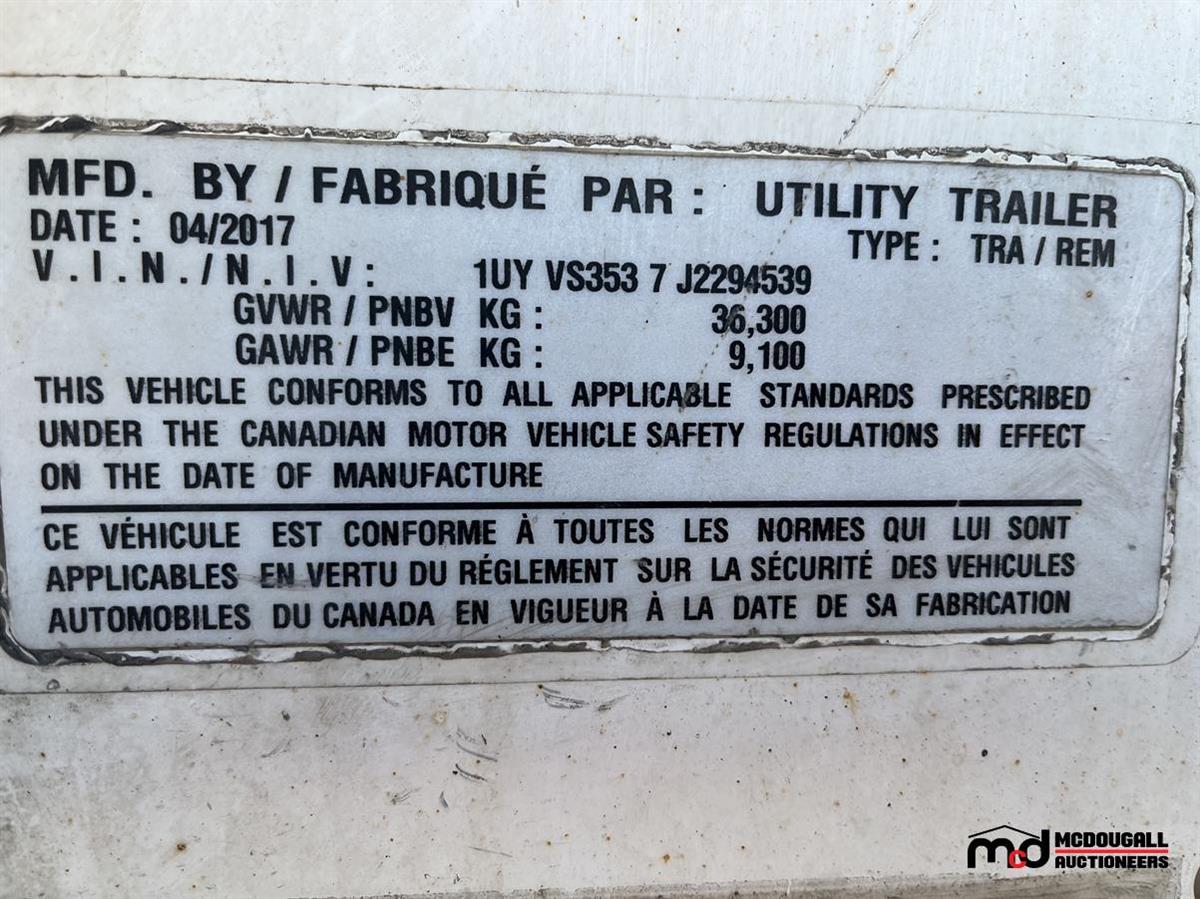 MFD. BY / FABRIQUÉ PAR : UTILITY TRAILER
DATE : 04/2017 TYPE : TRA / REM
V.I.N./N.I.V: 1UY VS353 7 J2294539
GVWR / PNBV KG : 36,300
GAWR / PNBE KG : 9,100
THIS VEHICLE CONFORMS TO ALL APPLICABLE STANDARDS PRESCRIBED
UNDER THE CANADIAN MOTOR VEHICLE SAFETY REGULATIONS IN EFFECT
ON THE DATE OF MANUFACTURE
CE VÉHICULE EST CONFORME À TOUTES LES NORMES QUI LUI SONT
APPLICABLES EN VERTU DU RÉGLEMENT SUR LA SÉCURITÉ DES VEHICULES
AUTOMOBILES DU CANADA EN VIGUEUR À LA DATE DE SA FABRICATION
mcd MCDOUGALL
AUCTIONEERS